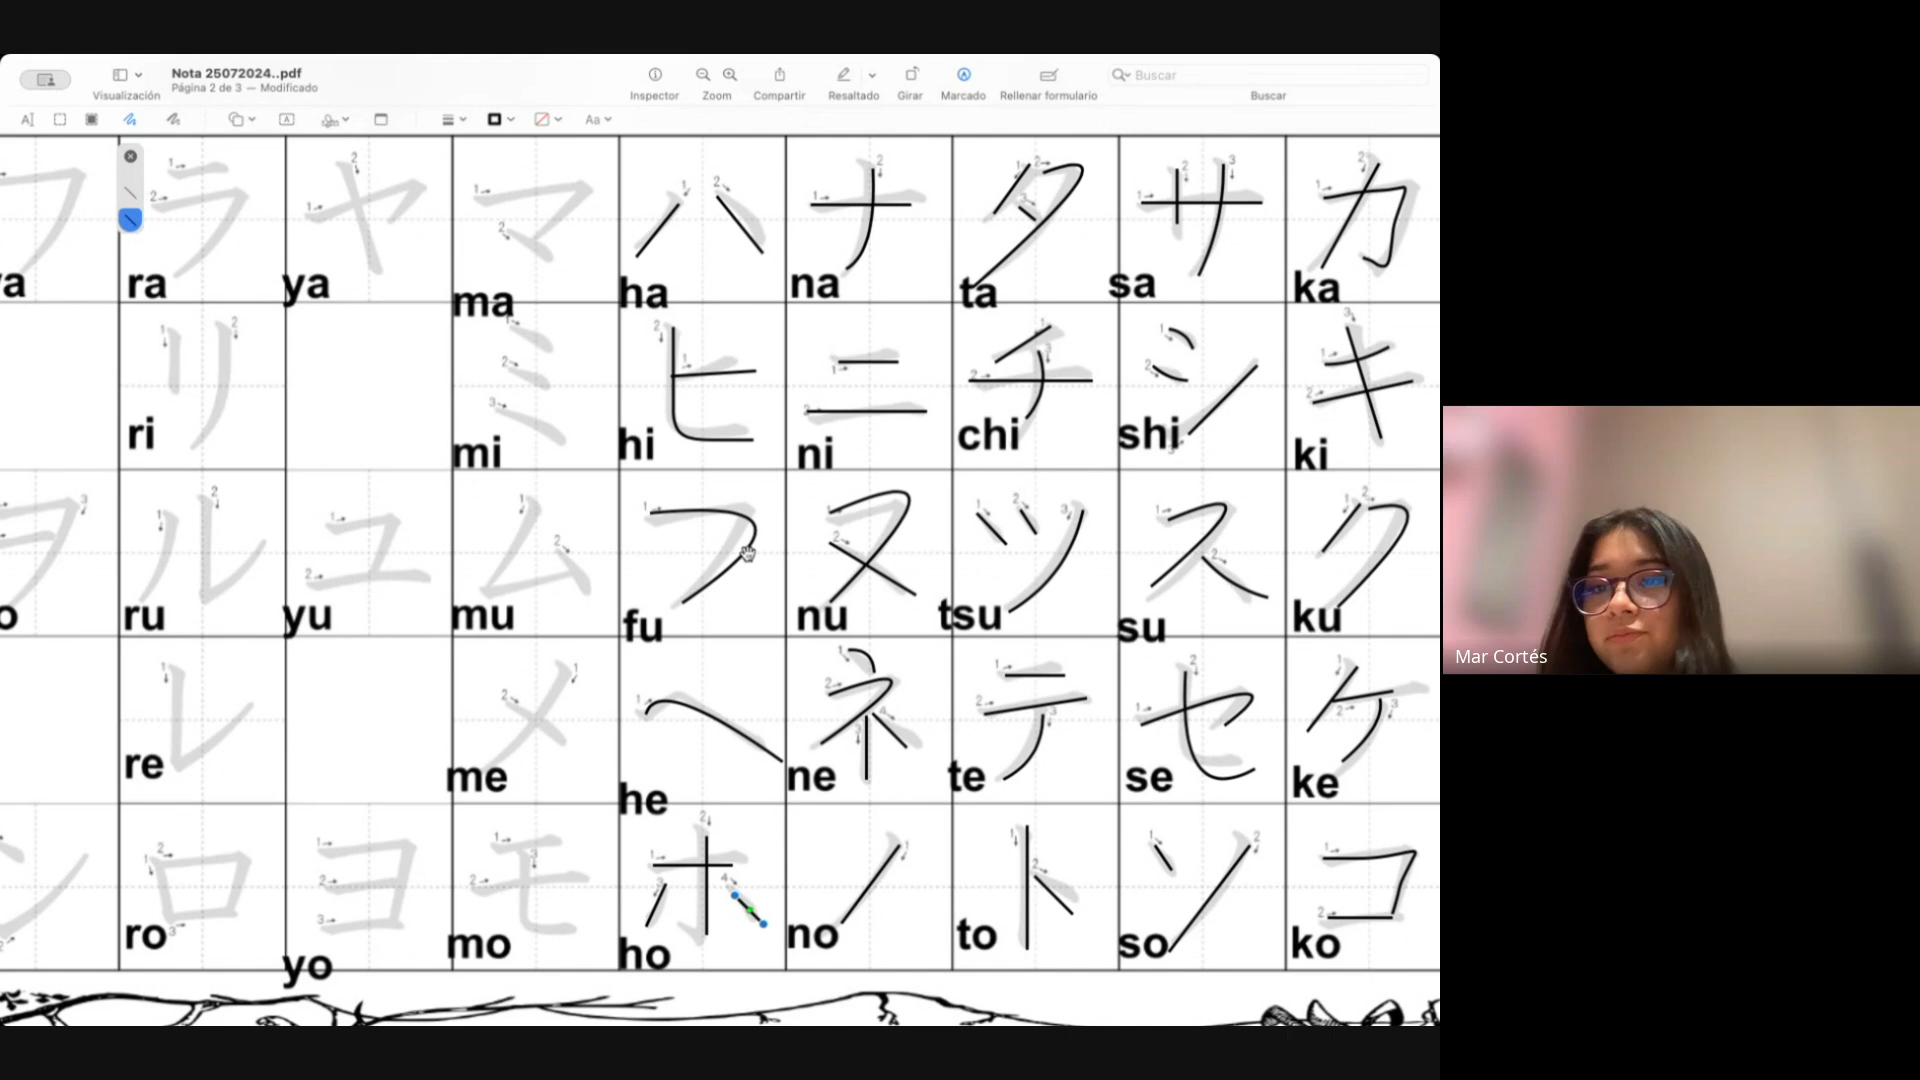 Nota 25072024..pdf
Página 2 de 3 — Modificado
Visualización
Inspector
Zoom
Compartir
Resaltado
Girar
Marcado
Rellenar formulario
Buscar
Buscar
Aa
ラ ヤ マ ハ ナ タ サ カ
ra ya ma ha na ta sa ka
リ ミ ヒ ニ チ シ キ
ri mi hi ni chi shi ki
ヲ ル ユ ム フ ヌ ツ ス ク
o ru yu mu fu nu tsu su ku
レ メ ヘ ネ テ セ ケ
re me he ne te se ke
ン ロ ヨ モ ホ ノ ト ソ コ
ro yo mo ho no to so ko
Mar Cortés